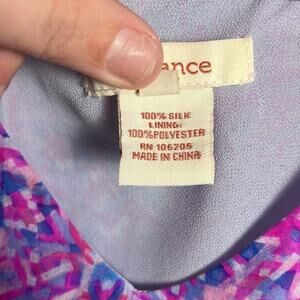 ance
100% SILK
LINING:
100%POLYESTER
RN 106205
MADE IN CHINA